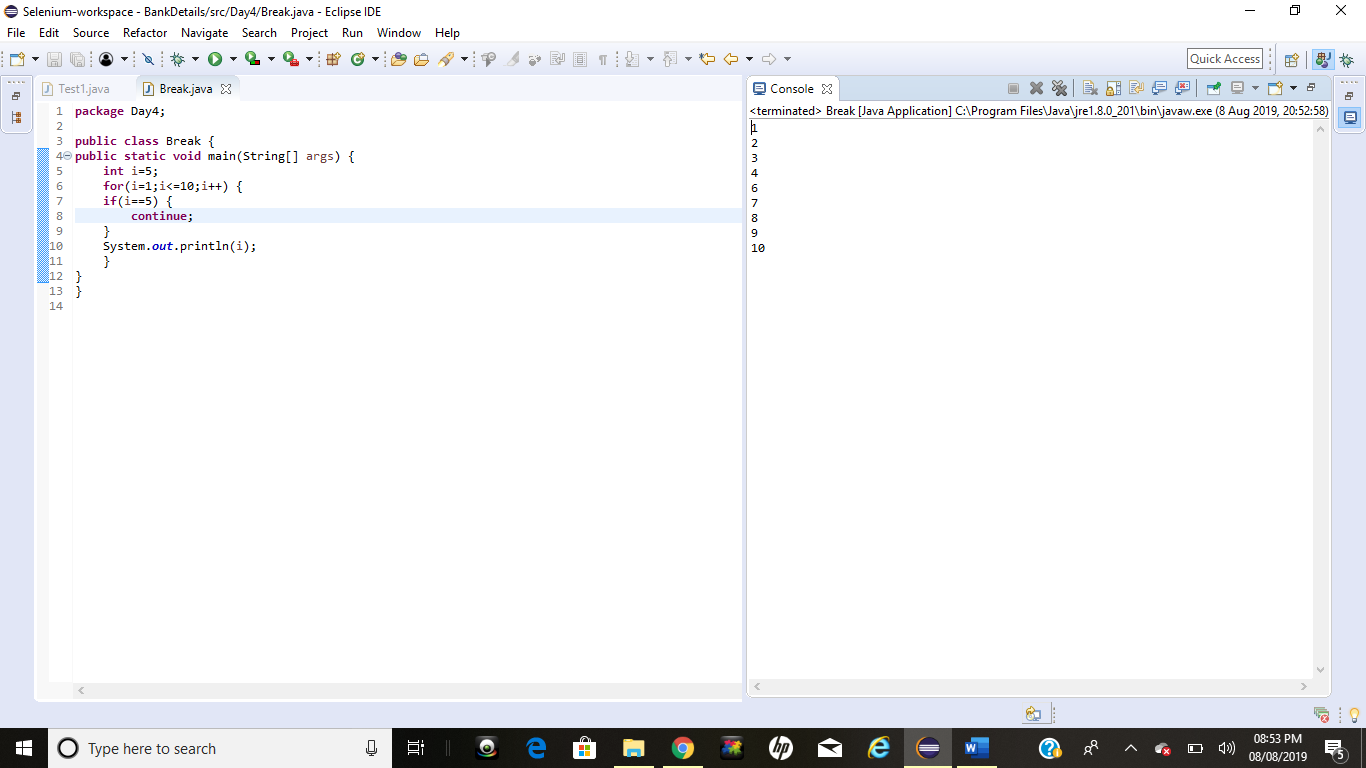 Selenium-workspace - BankDetails/src/Day4/Break.java - Eclipse IDE
File Edit Source Refactor Navigate Search Project Run Window Help
Quick Access
Test1.java
Break.java
1 package Day4;
2
3 public class Break {
4 public static void main(String[] args) {
5 int i=5;
6 for(i=1;i<=10;i++) {
7 if(i==5) {
8 continue;
9 }
10 System.out.println(i);
11 }
12 }
13 }
14
Console
<terminated> Break [Java Application] C:\Program Files\Java\jre1.8.0_201\bin\javaw.exe (8 Aug 2019, 20:52:58)
1
2
3
4
6
7
8
9
10
Type here to search
08:53 PM
08/08/2019
5